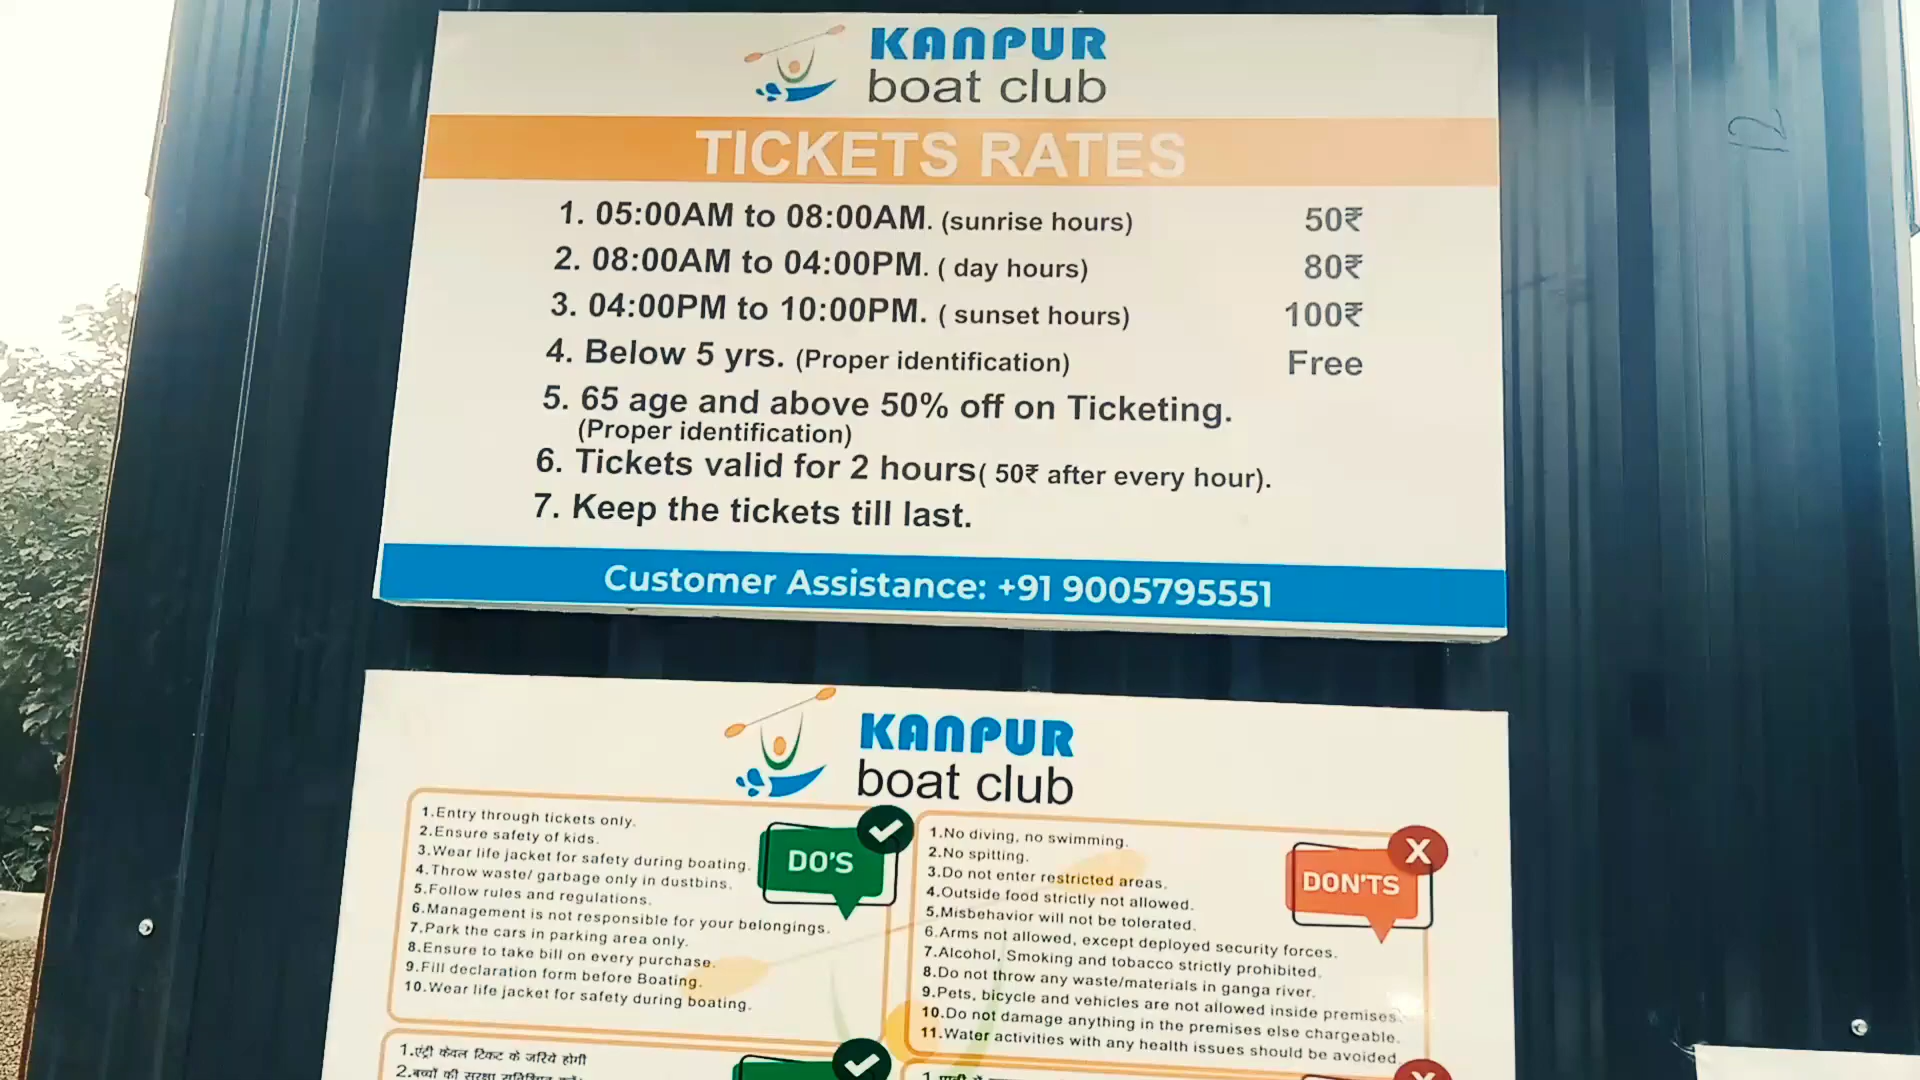 KANPUR
boat club
TICKETS RATES
1. 05:00AM to 08:00AM. (sunrise hours) 50₹
2. 08:00AM to 04:00PM. ( day hours) 80₹
3. 04:00PM to 10:00PM. ( sunset hours) 100₹
4. Below 5 yrs. (Proper identification) Free
5. 65 age and above 50% off on Ticketing.
(Proper identification)
6. Tickets valid for 2 hours( 50₹ after every hour).
7. Keep the tickets till last.
Customer Assistance: +91 9005795551
12
KANPUR
boat club
DO'S
1.Entry through tickets only.
2.Ensure safety of kids.
3.Wear life jacket for safety during boating.
4.Throw waste/ garbage only in dustbins.
5.Follow rules and regulations.
6.Management is not responsible for your belongings.
7.Park the cars in parking area only.
8.Ensure to take bill on every purchase.
9.Fill declaration form before Boating.
10.Wear life jacket for safety during boating.
DON'TS
1.No diving, no swimming.
2.No spitting.
3.Do not enter restricted areas.
4.Outside food strictly not allowed.
5.Misbehavior will not be tolerated.
6.Arms not allowed, except deployed security forces.
7.Alcohol, Smoking and tobacco strictly prohibited.
8.Do not throw any waste/materials in ganga river.
9.Pets, bicycle and vehicles are not allowed inside premises.
10.Do not damage anything in the premises else chargeable.
11.Water activities with any health issues should be avoided.
1.एंट्री केवल टिकट के जरिये होगी
2.बच्चों की सुरक्षा
1.